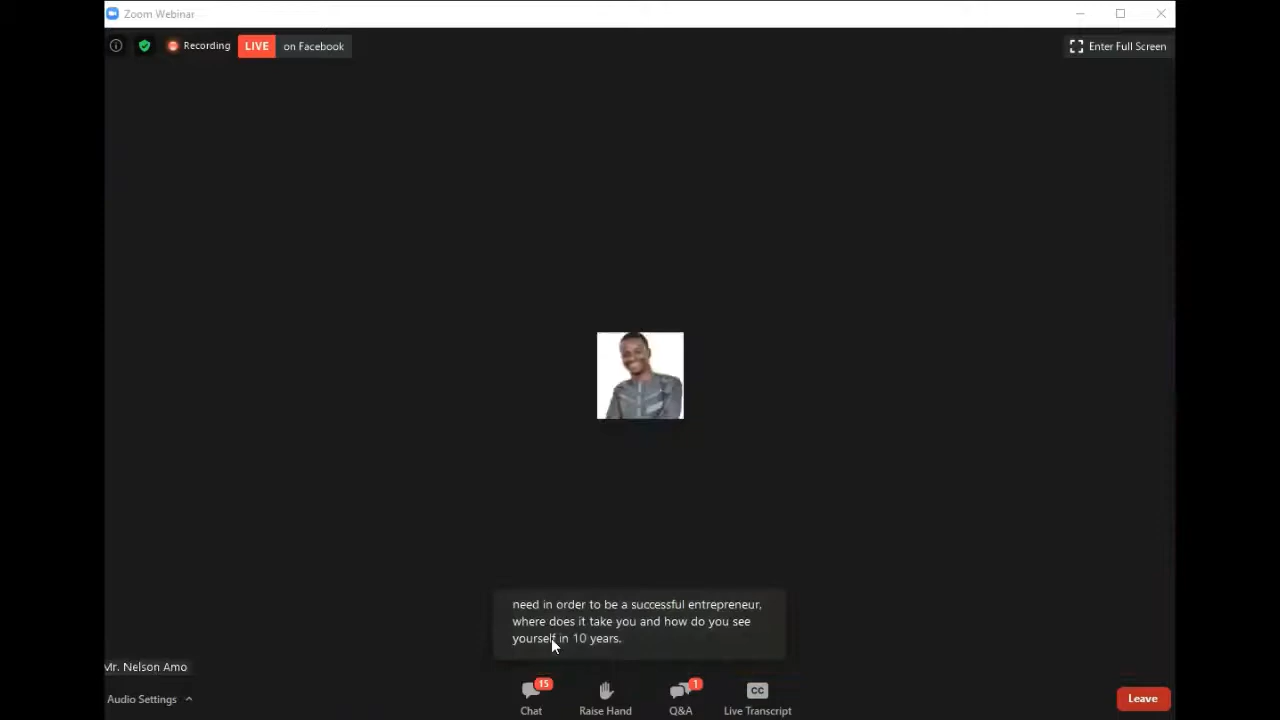 Zoom Webinar
Recording
LIVE on Facebook
Enter Full Screen
need in order to be a successful entrepreneur,
where does it take you and how do you see
yourself in 10 years.
Mr. Nelson Amo
Audio Settings
15
Chat
Raise Hand
1
Q&A
CC
Live Transcript
Leave